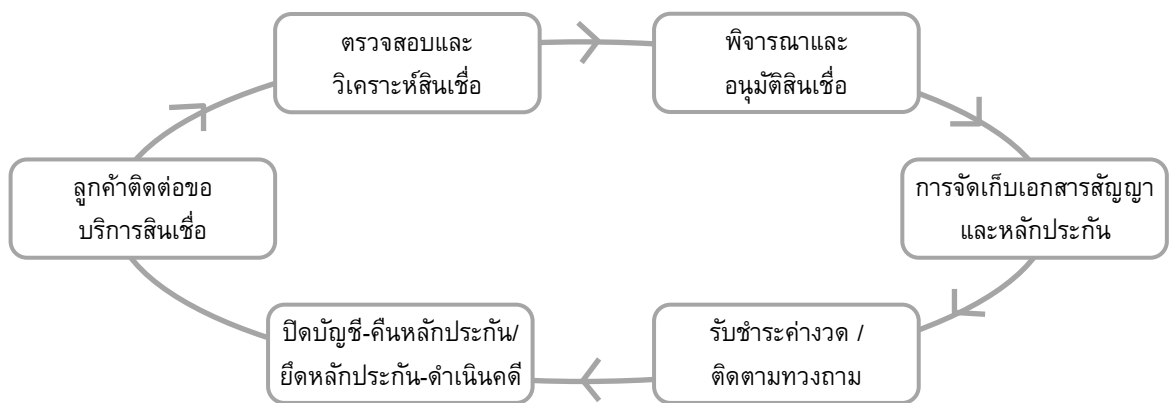 ตรวจสอบและ
วิเคราะห์สินเชื่อ
พิจารณาและ
อนุมัติสินเชื่อ
การจัดเก็บเอกสารสัญญา
และหลักประกัน
รับชำระค่างวด /
ติดตามทวงถาม
ปิดบัญชี-คืนหลักประกัน/
ยึดหลักประกัน-ดำเนินคดี
ลูกค้าติดต่อขอ
บริการสินเชื่อ